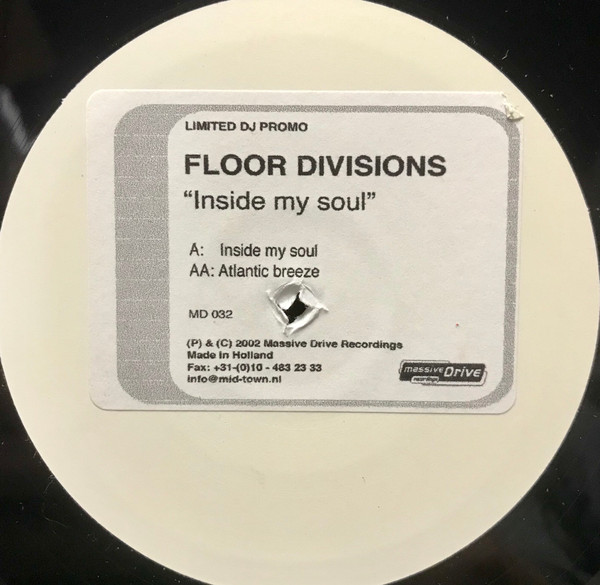 LIMITED DJ PROMO
FLOOR DIVISIONS
“Inside my soul”
A: Inside my soul
AA: Atlantic breeze
MD 032
(P) & (C) 2002 Massive Drive Recordings
Made in Holland
Fax: +31-(0)10 - 483 23 33
info@mid-town.nl
massive Drive
recordings